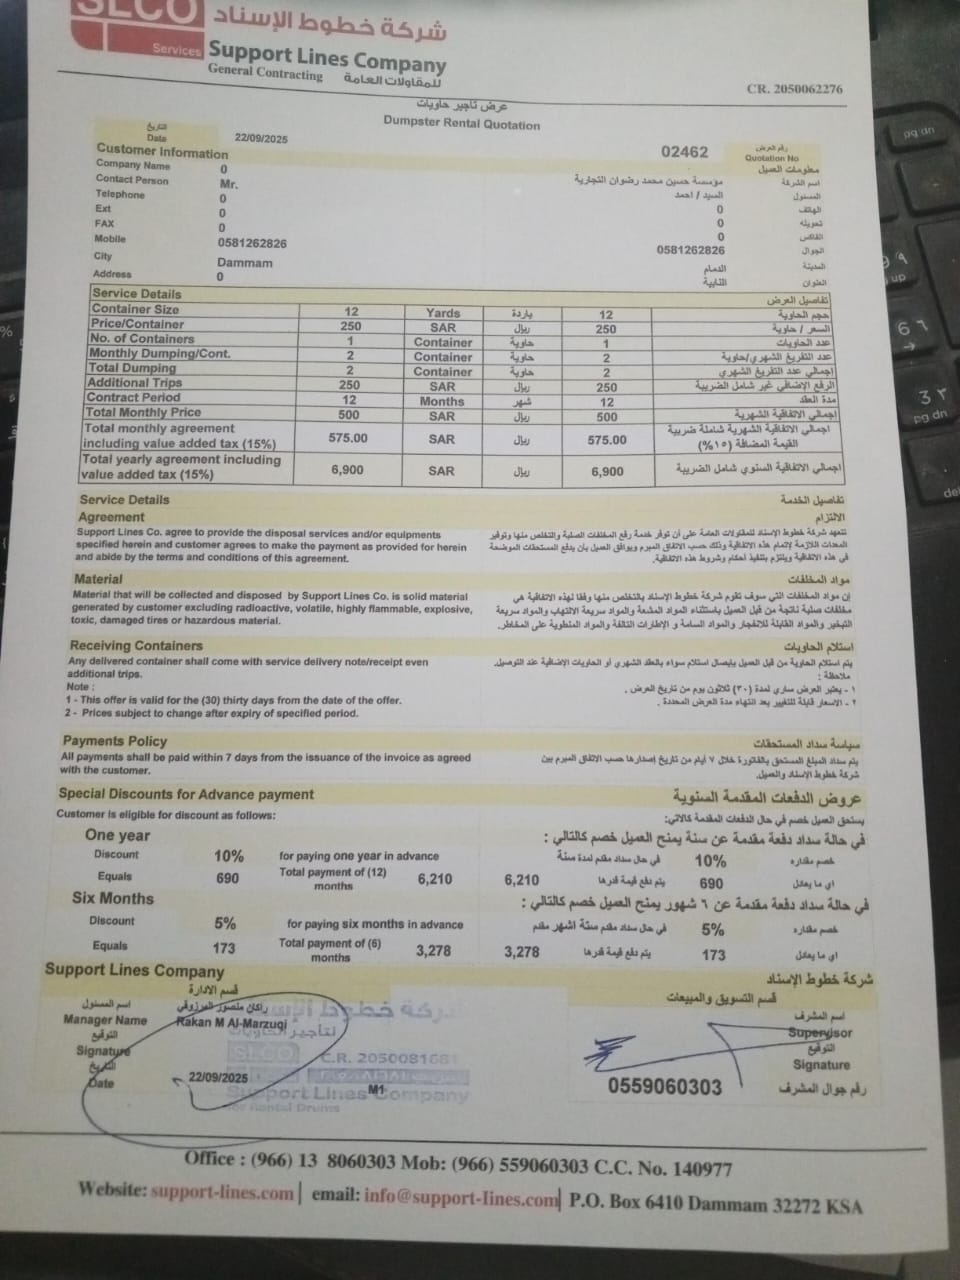 SLCO
Services
شركة خطوط الإسناد
Support Lines Company
General Contracting للمقاولات العامة
CR. 2050062276
عرض تأجير حاويات
Dumpster Rental Quotation
التاريخ
Date 22/09/2025
02462 رقم العرض
Quotation No
Customer Information معلومات العميل
Company Name 0 مؤسسة حسين محمد رضوان التجارية اسم الشركة
Contact Person Mr. السيد / احمد المسئول
Telephone 0 0 الهاتف
Ext 0 0 تحويله
FAX 0 0 الفاكس
Mobile 0581262826 0581262826 الجوال
City Dammam الدمام المدينة
Address 0 النابية العنوان
Service Details تفاصيل العرض
Container Size 12 Yards ياردة 12 حجم الحاوية
Price/Container 250 SAR ريال 250 السعر / حاوية
No. of Containers 1 Container حاوية 1 عدد الحاويات
Monthly Dumping/Cont. 2 Container حاوية 2 عدد التفريغ الشهري/حاوية
Total Dumping 2 Container حاوية 2 إجمالي عدد التفريغ الشهري
Additional Trips 250 SAR ريال 250 الرفع الإضافي غير شامل الضريبة
Contract Period 12 Months شهر 12 مدة العقد
Total Monthly Price 500 SAR ريال 500 إجمالي الاتفاقية الشهرية
Total monthly agreement including value added tax (15%) 575.00 SAR ريال 575.00 اجمالي الاتفاقية الشهرية شاملة ضريبة القيمة المضافة (١٥%)
Total yearly agreement including value added tax (15%) 6,900 SAR ريال 6,900 اجمالي الاتفاقية السنوي شامل الضريبة
Service Details تفاصيل الخدمة
Agreement الالتزام
Support Lines Co. agree to provide the disposal services and/or equipments
specified herein and customer agrees to make the payment as provided for herein
and abide by the terms and conditions of this agreement.
تتعهد شركة خطوط الإسناد للمقاولات العامة على أن توفر خدمة رفع المخلفات الصلبة والتخلص منها وتوفير
المعدات اللازمة لإتمام هذه الاتفاقية وذلك حسب الاتفاق المبرم ويوافق العميل بأن يدفع المستحقات الموضحة
في هذه الاتفاقية ويلتزم بتنفيذ أحكام وشروط هذه الاتفاقية.
Material مواد المخلفات
Material that will be collected and disposed by Support Lines Co. is solid material
generated by customer excluding radioactive, volatile, highly flammable, explosive,
toxic, damaged tires or hazardous material.
إن مواد المخلفات التي سوف تقوم شركة خطوط الإسناد بالتخلص منها وفقا لهذه الاتفاقية هي
مخلفات صلبة ناتجة من قبل العميل باستثناء المواد المشعة والمواد سريعة الالتهاب والمواد سريعة
التبخير والمواد القابلة للانفجار والمواد السامة و الإطارات التالفة والمواد المنطوية على المخاطر.
Receiving Containers استلام الحاويات
Any delivered container shall come with service delivery note/receipt even
additional trips.
Note :
1 - This offer is valid for the (30) thirty days from the date of the offer.
2 - Prices subject to change after expiry of specified period.
يتم استلام الحاوية من قبل العميل بإيصال استلام سواء بالعقد الشهري أو الحاويات الإضافية عند التوصيل.
ملاحظة :
١ - يعتبر العرض ساري لمدة (٣٠) ثلاثون يوم من تاريخ العرض .
٢ - الاسعار قابلة للتغيير بعد انتهاء مدة العرض المحددة .
Payments Policy سياسة سداد المستحقات
All payments shall be paid within 7 days from the issuance of the invoice as agreed
with the customer.
يتم سداد المبلغ المستحق بالفاتورة خلال ٧ أيام من تاريخ إصدارها حسب الاتفاق المبرم بين
شركة خطوط الإسناد والعميل.
Special Discounts for Advance payment عروض الدفعات المقدمة السنوية
Customer is eligible for discount as follows: يستحق العميل خصم في حال الدفعات المقدمة كالاتي:
One year في حالة سداد دفعة مقدمة عن سنة يمنح العميل خصم كالتالي :
Discount 10% for paying one year in advance في حال سداد مقدم لمدة سنة 10% خصم مقداره
Equals 690 Total payment of (12) months 6,210 6,210 يتم دفع قيمة قدرها 690 اي ما يعادل
Six Months في حالة سداد دفعة مقدمة عن ٦ شهور يمنح العميل خصم كالتالي :
Discount 5% for paying six months in advance في حال سداد مقدم ستة أشهر مقدم 5% خصم مقداره
Equals 173 Total payment of (6) months 3,278 3,278 يتم دفع قيمة قدرها 173 اي ما يعادل
Support Lines Company شركة خطوط الإسناد
قسم الادارة قسم التسويق والمبيعات
اسم المسئول راكان منصور المرزوقي
Manager Name Rakan M Al-Marzuqi
التوقيع
Signature
التاريخ
Date 22/09/2025
شركة خطوط الإسناد
لتأجير الحاويات
SLCO C.R. 2050081681
Support Lines Company
for Rental Drums
M1
اسم المشرف
Supervisor
التوقيع
Signature
0559060303 رقم جوال المشرف
Office : (966) 13 8060303 Mob: (966) 559060303 C.C. No. 140977
Website: support-lines.com | email: info@support-lines.com | P.O. Box 6410 Dammam 32272 KSA
pg dn
9 ٩
pg up
6 ٦
3 ٣
pg dn
del
%